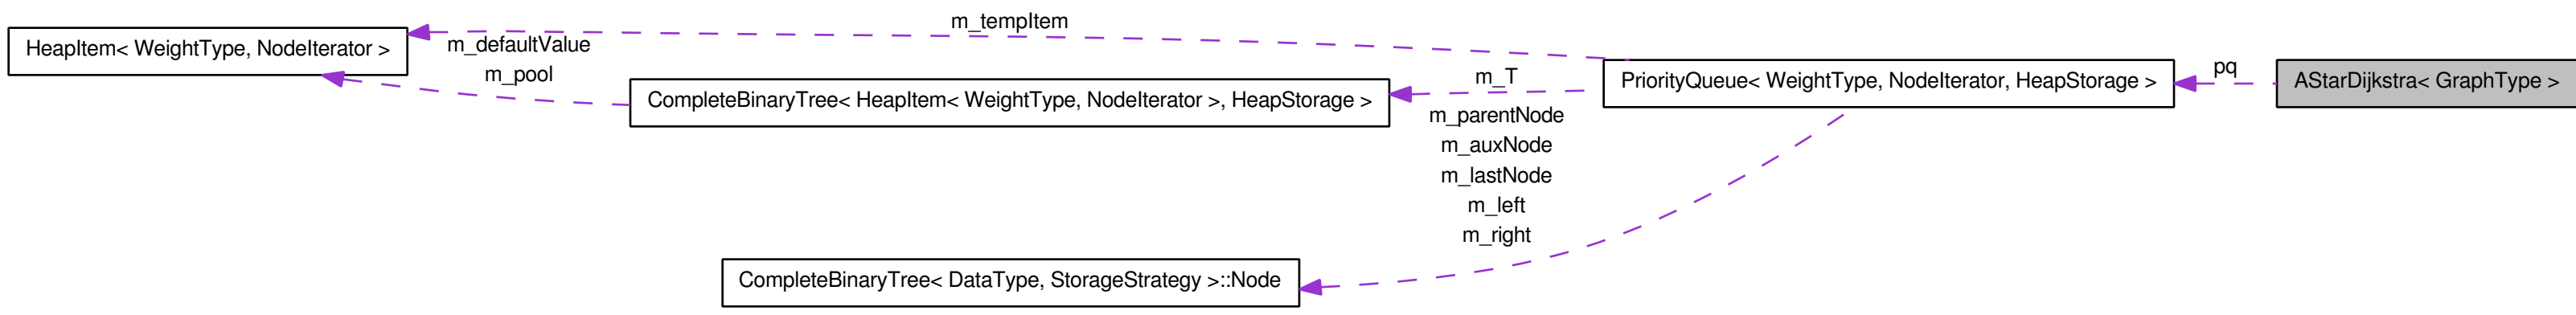 m_tempItem
HeapItem< WeightType, NodeIterator >
m_defaultValue
m_pool
CompleteBinaryTree< HeapItem< WeightType, NodeIterator >, HeapStorage >
m_T
PriorityQueue< WeightType, NodeIterator, HeapStorage >
pq
AStarDijkstra< GraphType >
m_parentNode
m_auxNode
m_lastNode
m_left
m_right
CompleteBinaryTree< DataType, StorageStrategy >::Node